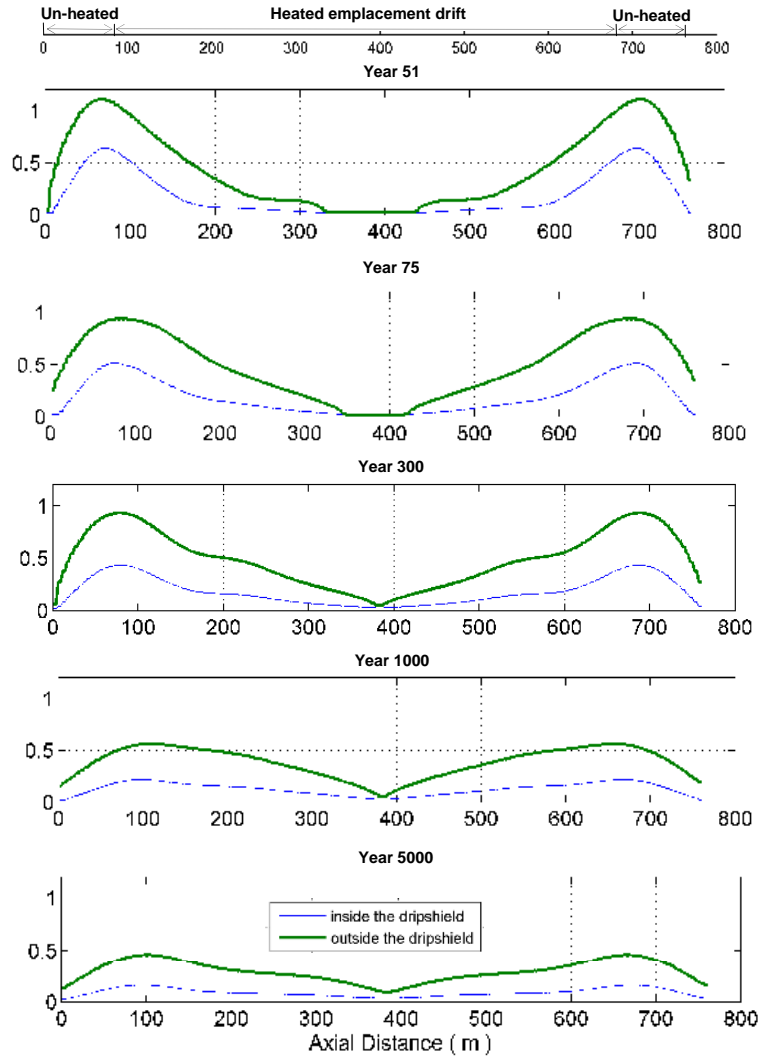 Un-heated Heated emplacement drift Un-heated
0 100 200 300 400 500 600 700 800
Year 51
1
0.5
0
0 100 200 300 400 500 600 700 800
Year 75
1
0.5
0
0 100 200 300 400 500 600 700 800
Year 300
1
0.5
0
0 100 200 300 400 500 600 700 800
Year 1000
1
0.5
0
0 100 200 300 400 500 600 700 800
Year 5000
1
inside the dripshield
outside the dripshield
0.5
0
0 100 200 300 400 500 600 700 800
Axial Distance ( m )